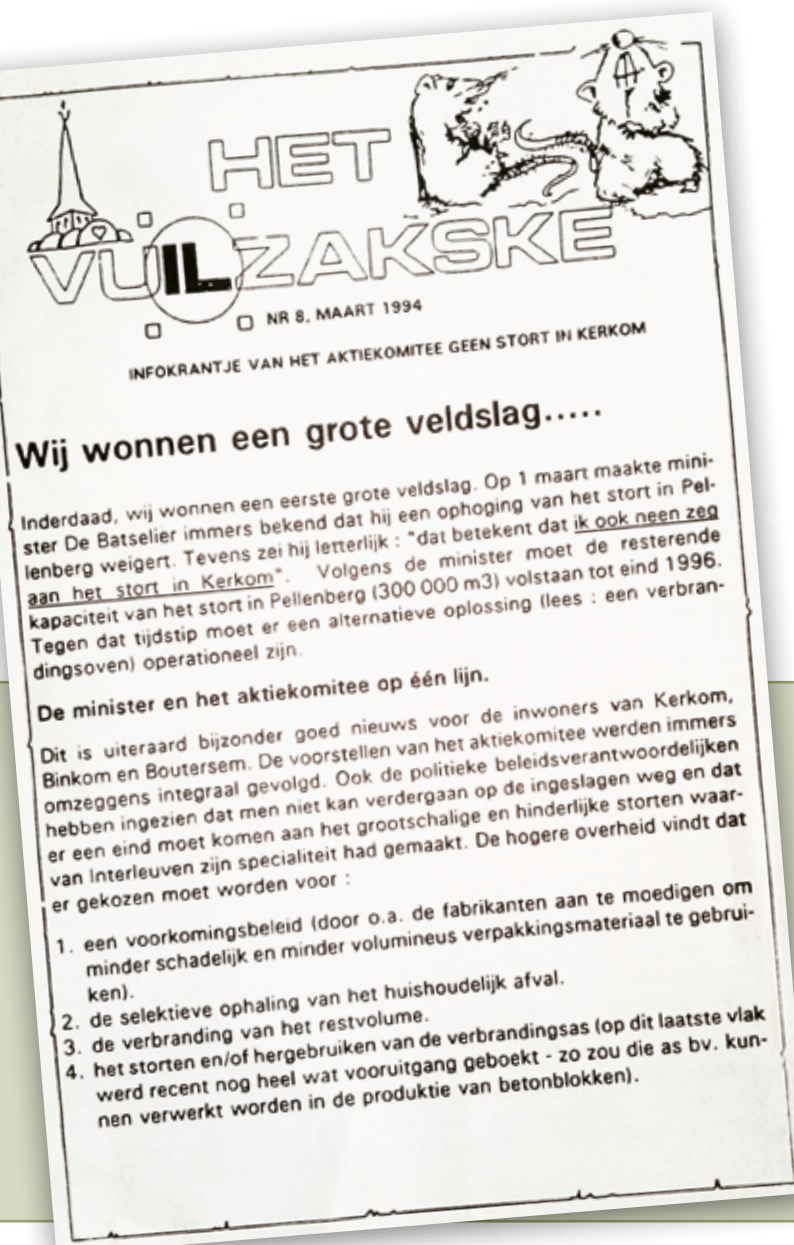 HET
VUILZAKSKE
NR 8, MAART 1994
INFOKRANTJE VAN HET AKTIEKOMITEE GEEN STORT IN KERKOM
Wij wonnen een grote veldslag.....
Inderdaad, wij wonnen een eerste grote veldslag. Op 1 maart maakte mini-
ster De Batselier immers bekend dat hij een ophoging van het stort in Pel-
lenberg weigert. Tevens zei hij letterlijk : "dat betekent dat ik ook neen zeg
aan het stort in Kerkom". Volgens de minister moet de resterende
kapaciteit van het stort in Pellenberg (300 000 m3) volstaan tot eind 1996.
Tegen dat tijdstip moet er een alternatieve oplossing (lees : een verbran-
dingsoven) operationeel zijn.
De minister en het aktiekomitee op één lijn.
Dit is uiteraard bijzonder goed nieuws voor de inwoners van Kerkom,
Binkom en Boutersem. De voorstellen van het aktiekomitee werden immers
omzeggens integraal gevolgd. Ook de politieke beleidsverantwoordelijken
hebben ingezien dat men niet kan verdergaan op de ingeslagen weg en dat
er een eind moet komen aan het grootschalige en hinderlijke storten waar-
van Interleuven zijn specialiteit had gemaakt. De hogere overheid vindt dat
er gekozen moet worden voor :
1. een voorkomingsbeleid (door o.a. de fabrikanten aan te moedigen om
minder schadelijk en minder volumineus verpakkingsmateriaal te gebrui-
ken).
2. de selektieve ophaling van het huishoudelijk afval.
3. de verbranding van het restvolume.
4. het storten en/of hergebruiken van de verbrandingsas (op dit laatste vlak
werd recent nog heel wat vooruitgang geboekt - zo zou die as bv. kun-
nen verwerkt worden in de produktie van betonblokken).